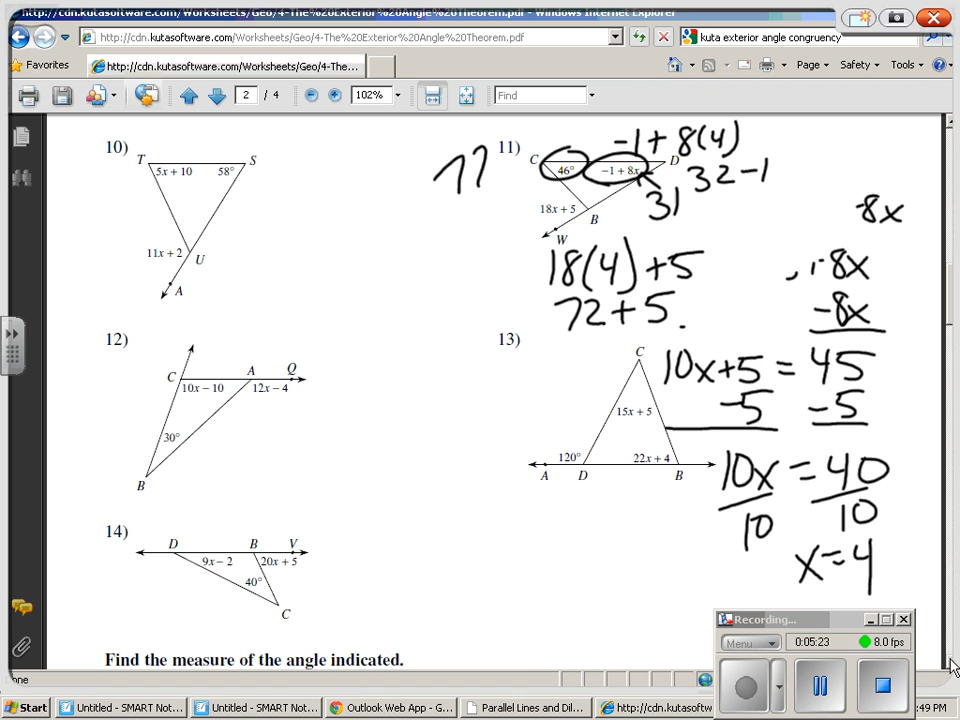 http://cdn.kutasoftware.com/Worksheets/Geo/4-The%20Exterior%20Angle%20Theorem.pdf - Windows Internet Explorer
http://cdn.kutasoftware.com/Worksheets/Geo/4-The%20Exterior%20Angle%20Theorem.pdf
kuta exterior angle congruency
Favorites
http://cdn.kutasoftware.com/Worksheets/Geo/4-The...
Page
Safety
Tools
2 / 4
102%
Find
10)
T
S
5x + 10
58°
11x + 2
U
A
77
11)
-1 + 8(4)
C
D
46°
−1 + 8x
32-1
31
18x + 5
B
W
18(4) + 5
72 + 5
-8x
-8x
-8x
12)
C
A
Q
10x − 10
12x − 4
30°
B
13)
C
10x+5 = 45
-5 -5
15x + 5
120°
22x + 4
A
D
B
10x = 40
10 10
x=4
14)
D
B
V
9x − 2
20x + 5
40°
C
Find the measure of the angle indicated.
Recording...
Menu
0:05:23
8.0 fps
one
Start
Untitled - SMART Not...
Untitled - SMART Not...
Outlook Web App - G...
Parallel Lines and Dil...
http://cdn.kutasoftw
:49 PM